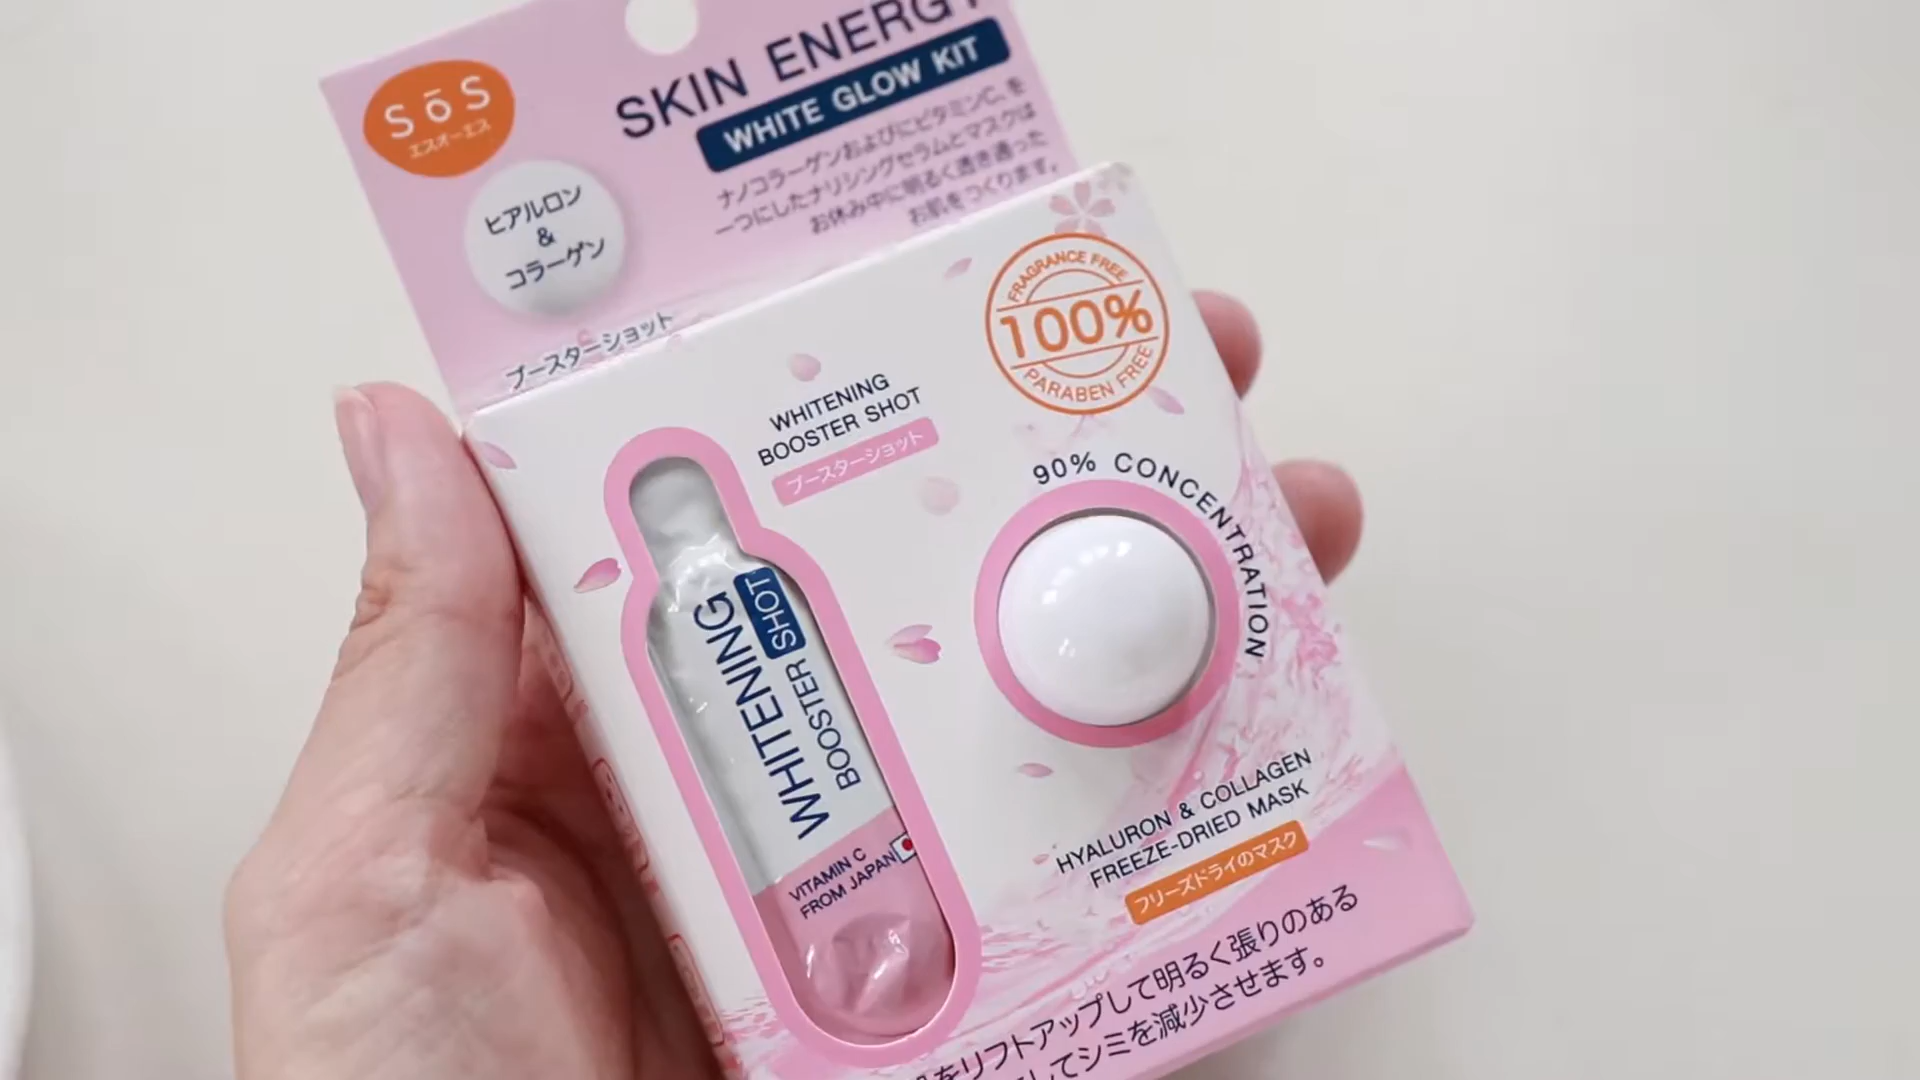 SōS
エスオーエス
SKIN ENERGY
WHITE GLOW KIT
ナノコラーゲンおよびにビタミンC、を
一つにしたナリシングセラムとマスクは
お休み中に明るく透き通った
お肌をつくります。
ヒアルロン
&
コラーゲン
ブースターショット
FRAGRANCE FREE
100%
PARABEN FREE
WHITENING
BOOSTER SHOT
ブースターショット
90% CONCENTRATION
WHITENING
BOOSTER SHOT
VITAMIN C
FROM JAPAN
HYALURON & COLLAGEN
FREEZE-DRIED MASK
フリーズドライのマスク
をリフトアップして明るく張りのある
してシミを減少させます。